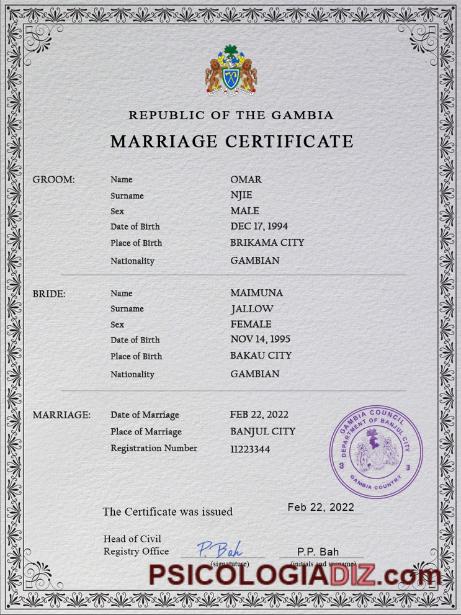 REPUBLIC OF THE GAMBIA
MARRIAGE CERTIFICATE
GROOM: Name OMAR
Surname NJIE
Sex MALE
Date of Birth DEC 17, 1994
Place of Birth BRIKAMA CITY
Nationality GAMBIAN
BRIDE: Name MAIMUNA
Surname JALLOW
Sex FEMALE
Date of Birth NOV 14, 1995
Place of Birth BAKAU CITY
Nationality GAMBIAN
MARRIAGE: Date of Marriage FEB 22, 2022
Place of Marriage BANJUL CITY
Registration Number 11223344
GAMBIA COUNCIL
DEPARTMENT OF BANJUL CITY
3 3
GAMBIA COUNTRY
The Certificate was issued Feb 22, 2022
Head of Civil
Registry Office P.Bah P.P. Bah
(initials and surname)
PSICOLOGIADIZ.com